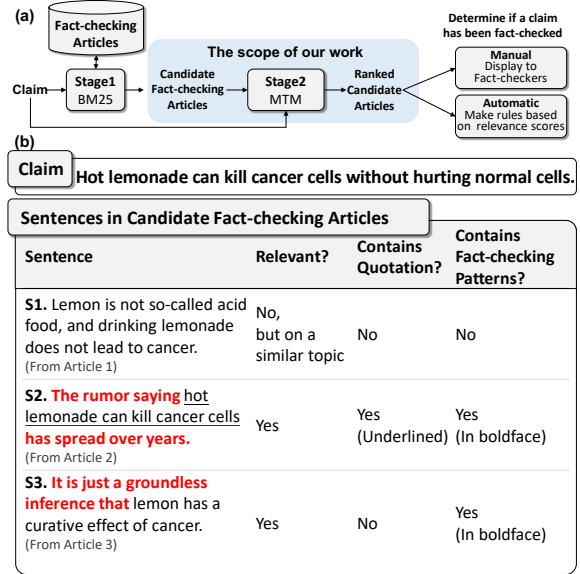 (a)
Fact-checking
Articles
Determine if a claim
has been fact-checked
The scope of our work
Claim
Stage1
BM25
Candidate
Fact-checking
Articles
Stage2
MTM
Ranked
Candidate
Articles
Manual
Display to
Fact-checkers
Automatic
Make rules based
on relevance scores
(b)
Claim
Hot lemonade can kill cancer cells without hurting normal cells.
Sentences in Candidate Fact-checking Articles
Sentence
Relevant?
Contains
Quotation?
Contains
Fact-checking
Patterns?
S1. Lemon is not so-called acid
food, and drinking lemonade
does not lead to cancer.
(From Article 1)
No,
but on a
similar topic
No
No
S2. The rumor saying hot
lemonade can kill cancer cells
has spread over years.
(From Article 2)
Yes
Yes
(Underlined)
Yes
(In boldface)
S3. It is just a groundless
inference that lemon has a
curative effect of cancer.
(From Article 3)
Yes
No
Yes
(In boldface)